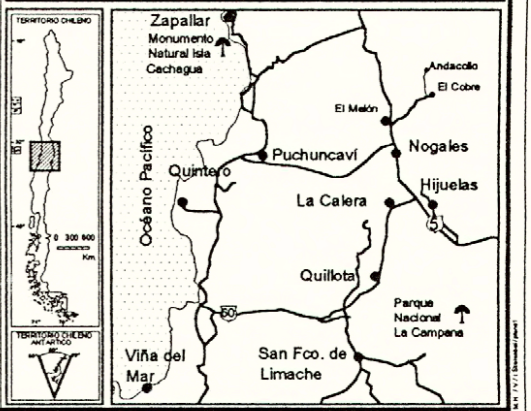 TERRITORIO CHILENO
0 300 600
Km.
TERRITORIO CHILENO
ANTARTICO
Zapallar
Monumento
Natural Isla
Cachagua
Andacollo
El Cobre
El Melón
Nogales
Puchuncaví
Océano Pacífico
Quintero
La Calera
Hijuelas
5
Quillota
60
Parque
Nacional
La Campana
Viña del
Mar
San Fco. de
Limache